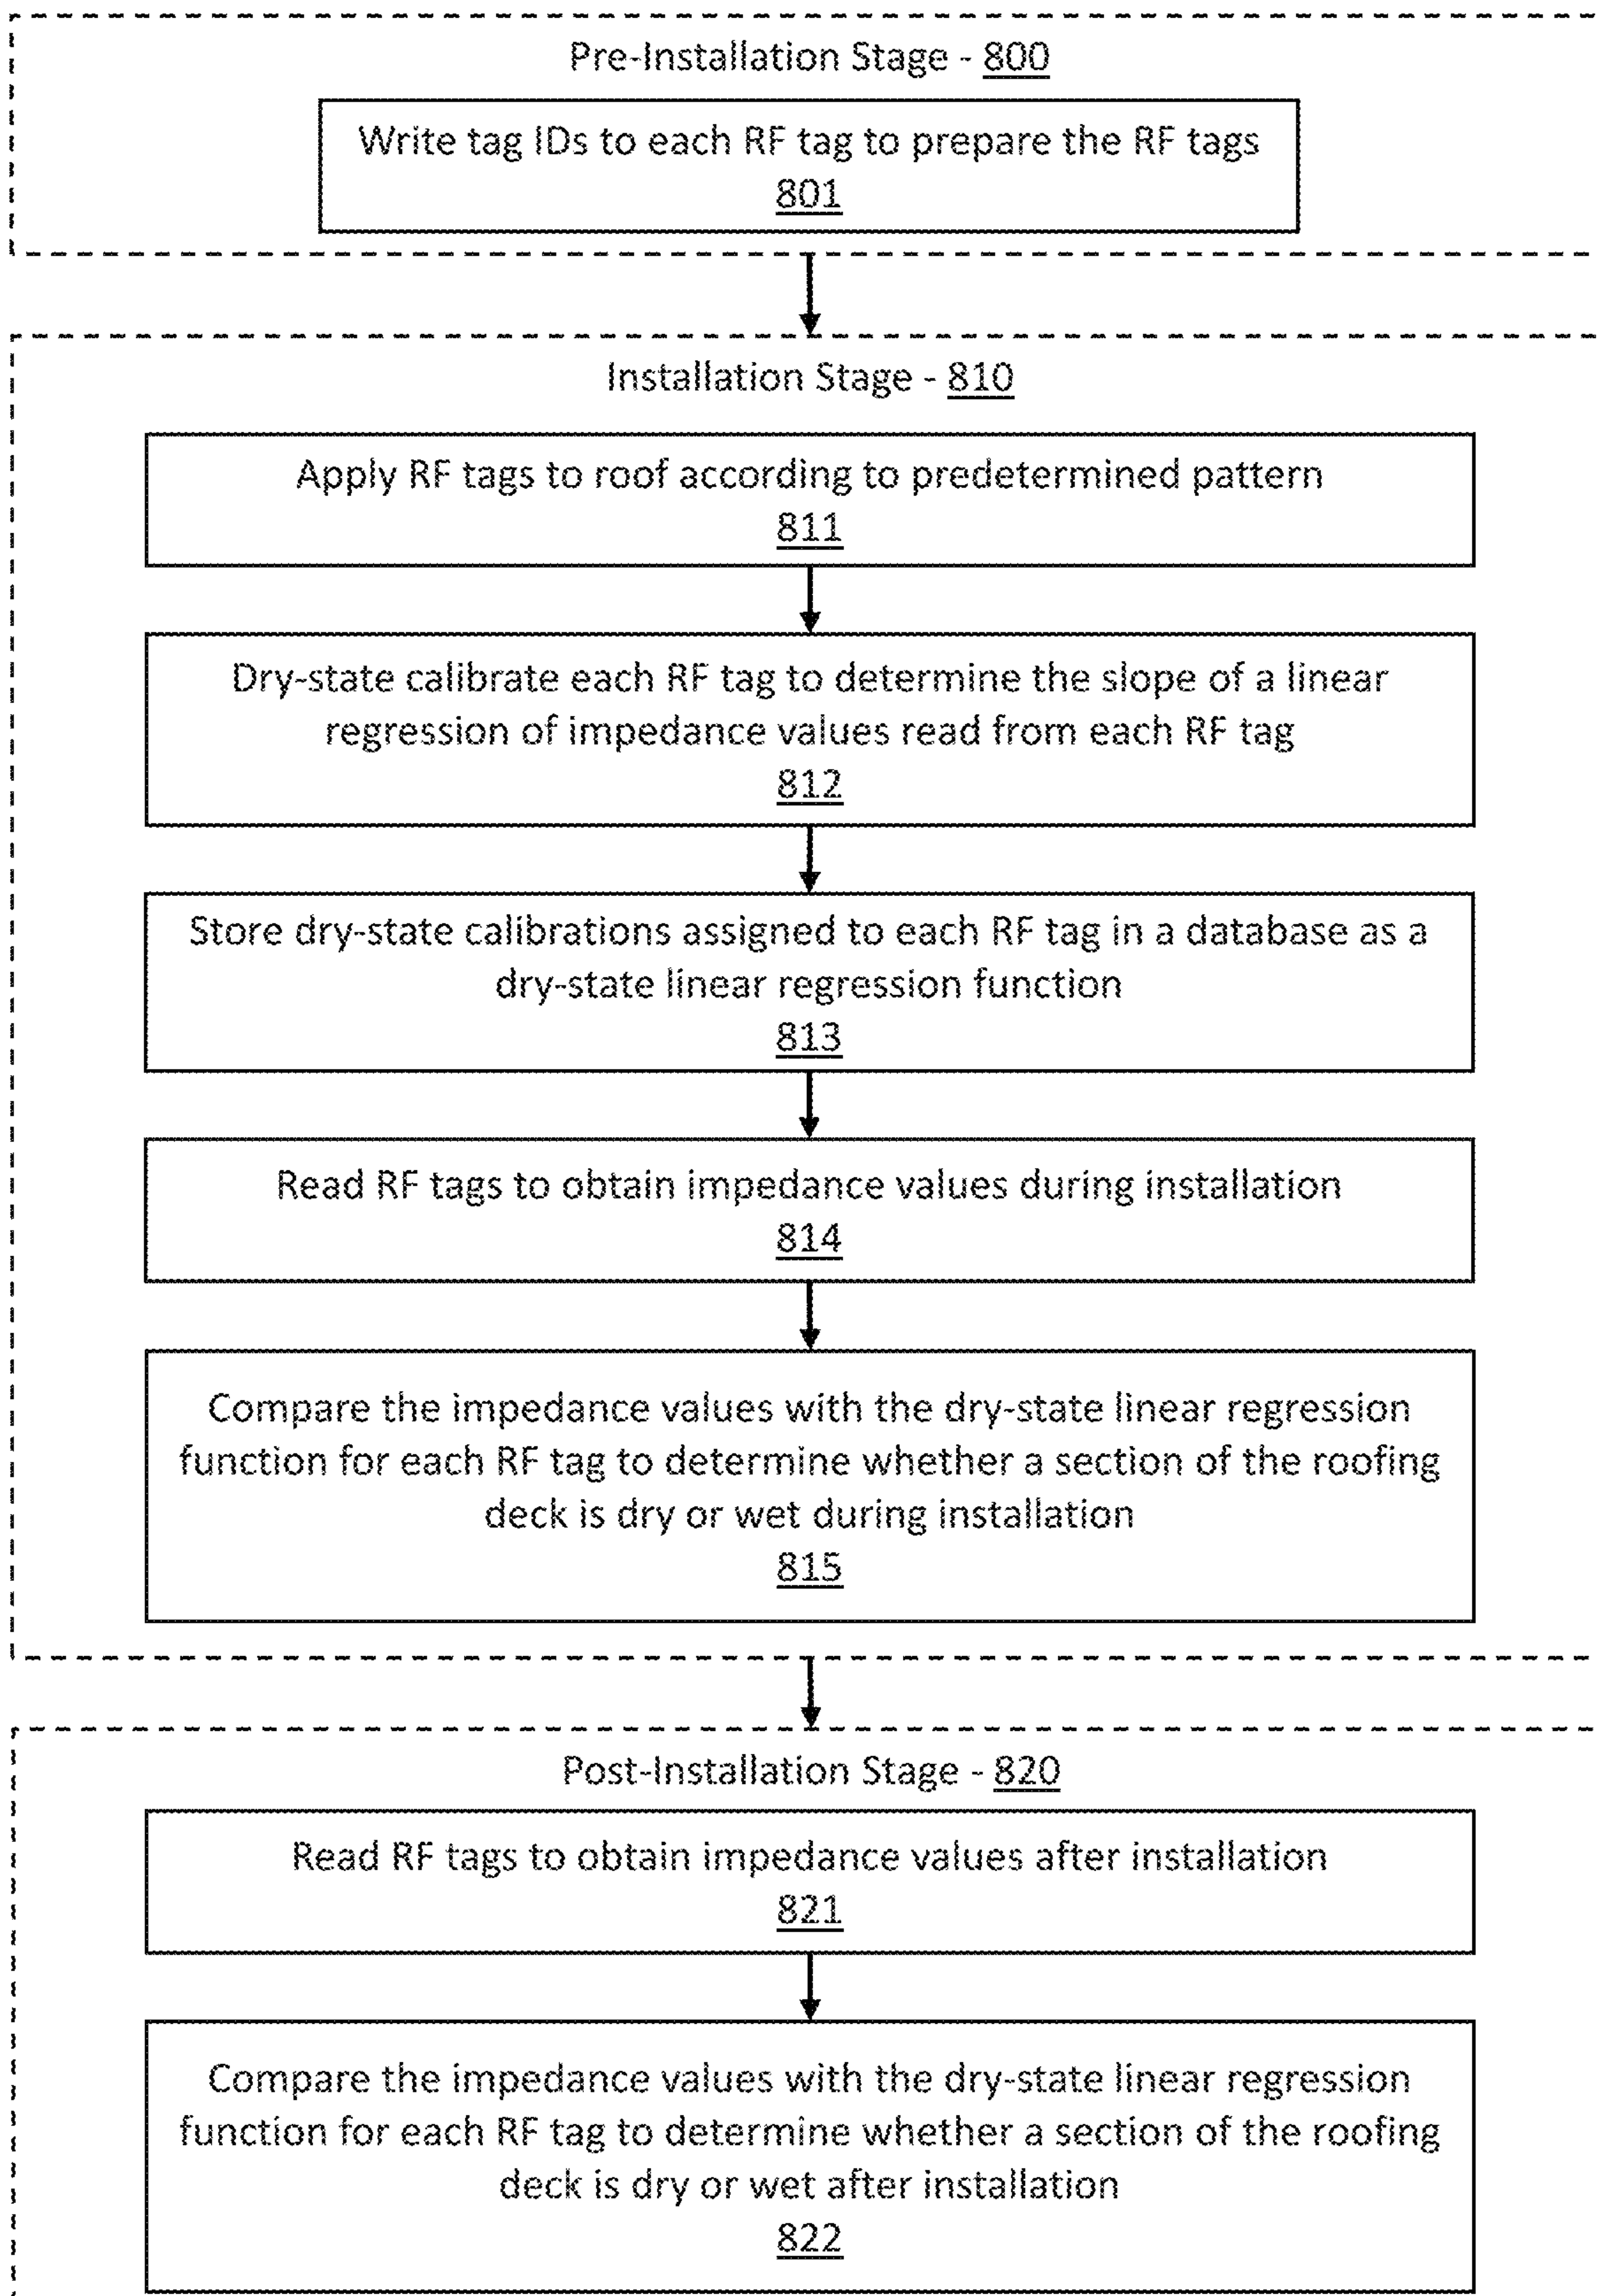 Pre-Installation Stage - 800
Write tag IDs to each RF tag to prepare the RF tags
801
Installation Stage - 810
Apply RF tags to roof according to predetermined pattern
811
Dry-state calibrate each RF tag to determine the slope of a linear
regression of impedance values read from each RF tag
812
Store dry-state calibrations assigned to each RF tag in a database as a
dry-state linear regression function
813
Read RF tags to obtain impedance values during installation
814
Compare the impedance values with the dry-state linear regression
function for each RF tag to determine whether a section of the roofing
deck is dry or wet during installation
815
Post-Installation Stage - 820
Read RF tags to obtain impedance values after installation
821
Compare the impedance values with the dry-state linear regression
function for each RF tag to determine whether a section of the roofing
deck is dry or wet after installation
822